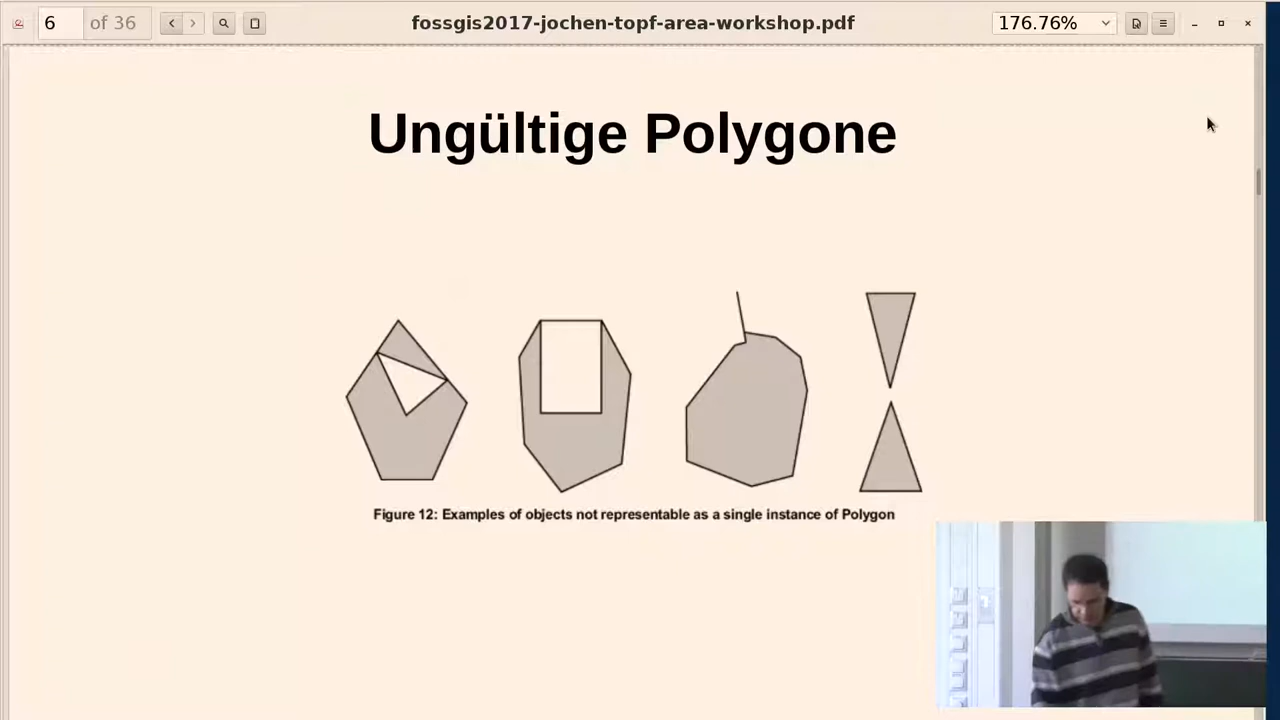 6 of 36
fossgis2017-jochen-topf-area-workshop.pdf
176.76%
Ungültige Polygone
Figure 12: Examples of objects not representable as a single instance of Polygon